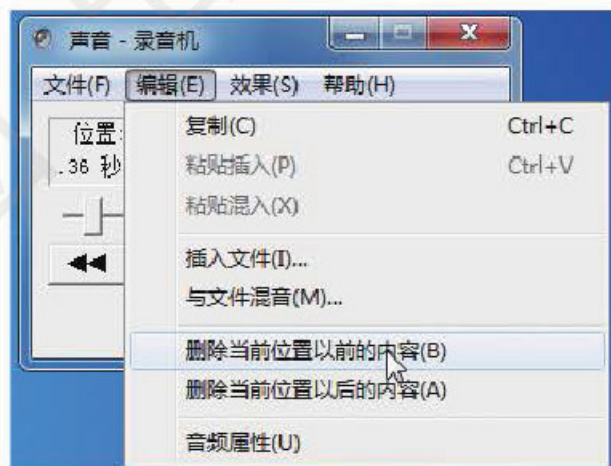 声音 - 录音机
文件(F) 编辑(E) 效果(S) 帮助(H)
位置:
.36 秒
复制(C) Ctrl+C
粘贴插入(P) Ctrl+V
粘贴混入(X)
插入文件(I)...
与文件混音(M)...
删除当前位置以前的内容(B)
删除当前位置以后的内容(A)
音频属性(U)